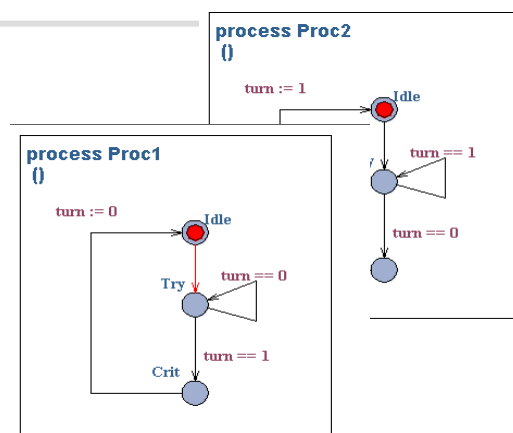 process Proc2
()
turn := 1
Idle
turn == 1
turn == 0
process Proc1
()
turn := 0
Idle
Try
turn == 0
turn == 1
Crit